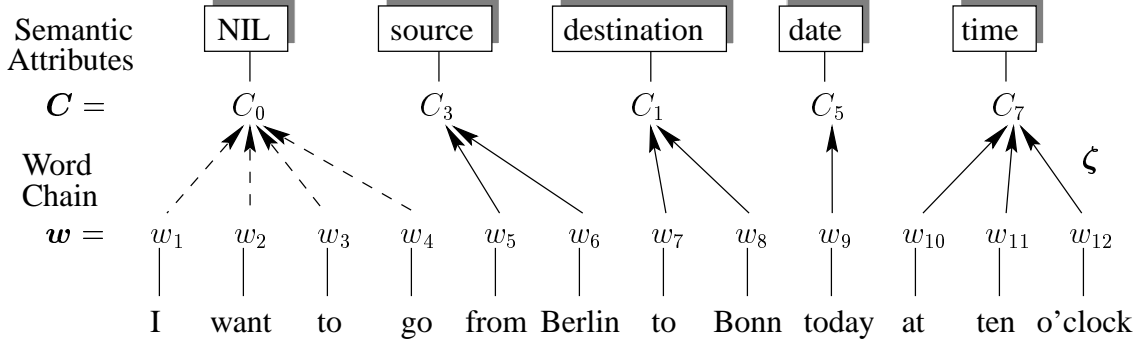 Semantic Attributes NIL source destination date time
C = C₀ C₃ C₁ C₅ C₇
Word Chain ζ
w = w₁ w₂ w₃ w₄ w₅ w₆ w₇ w₈ w₉ w₁₀ w₁₁ w₁₂
I want to go from Berlin to Bonn today at ten o'clock